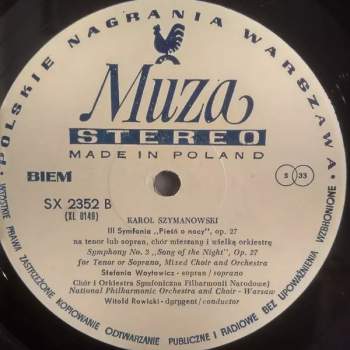 POLSKIE NAGRANIA WARSZAWA
Muza
STEREO
MADE IN POLAND
BIEM
S 33
SX 2352 B
(XL 0149)
KAROL SZYMANOWSKI
III Symfonia „Pieśń o nocy", op. 27
na tenor lub sopran, chór mieszany i wielką orkiestrę
Symphony No. 3 „Song of the Night", Op. 27
for Tenor or Soprano, Mixed Choir and Orchestra
Stefania Woytowicz - sopran / soprano
Chór i Orkiestra Symfoniczna Filharmonii Narodowej
National Philharmonic Orchestra and Choir - Warsaw
Witold Rowicki - dyrygent / conductor
WSZYSTKIE PRAWA ZASTRZEŻONE KOPIOWANIE ODTWARZANIE PUBLICZNE I RADIOWE BEZ UPOWAŻNIENIA WZBRONIONE